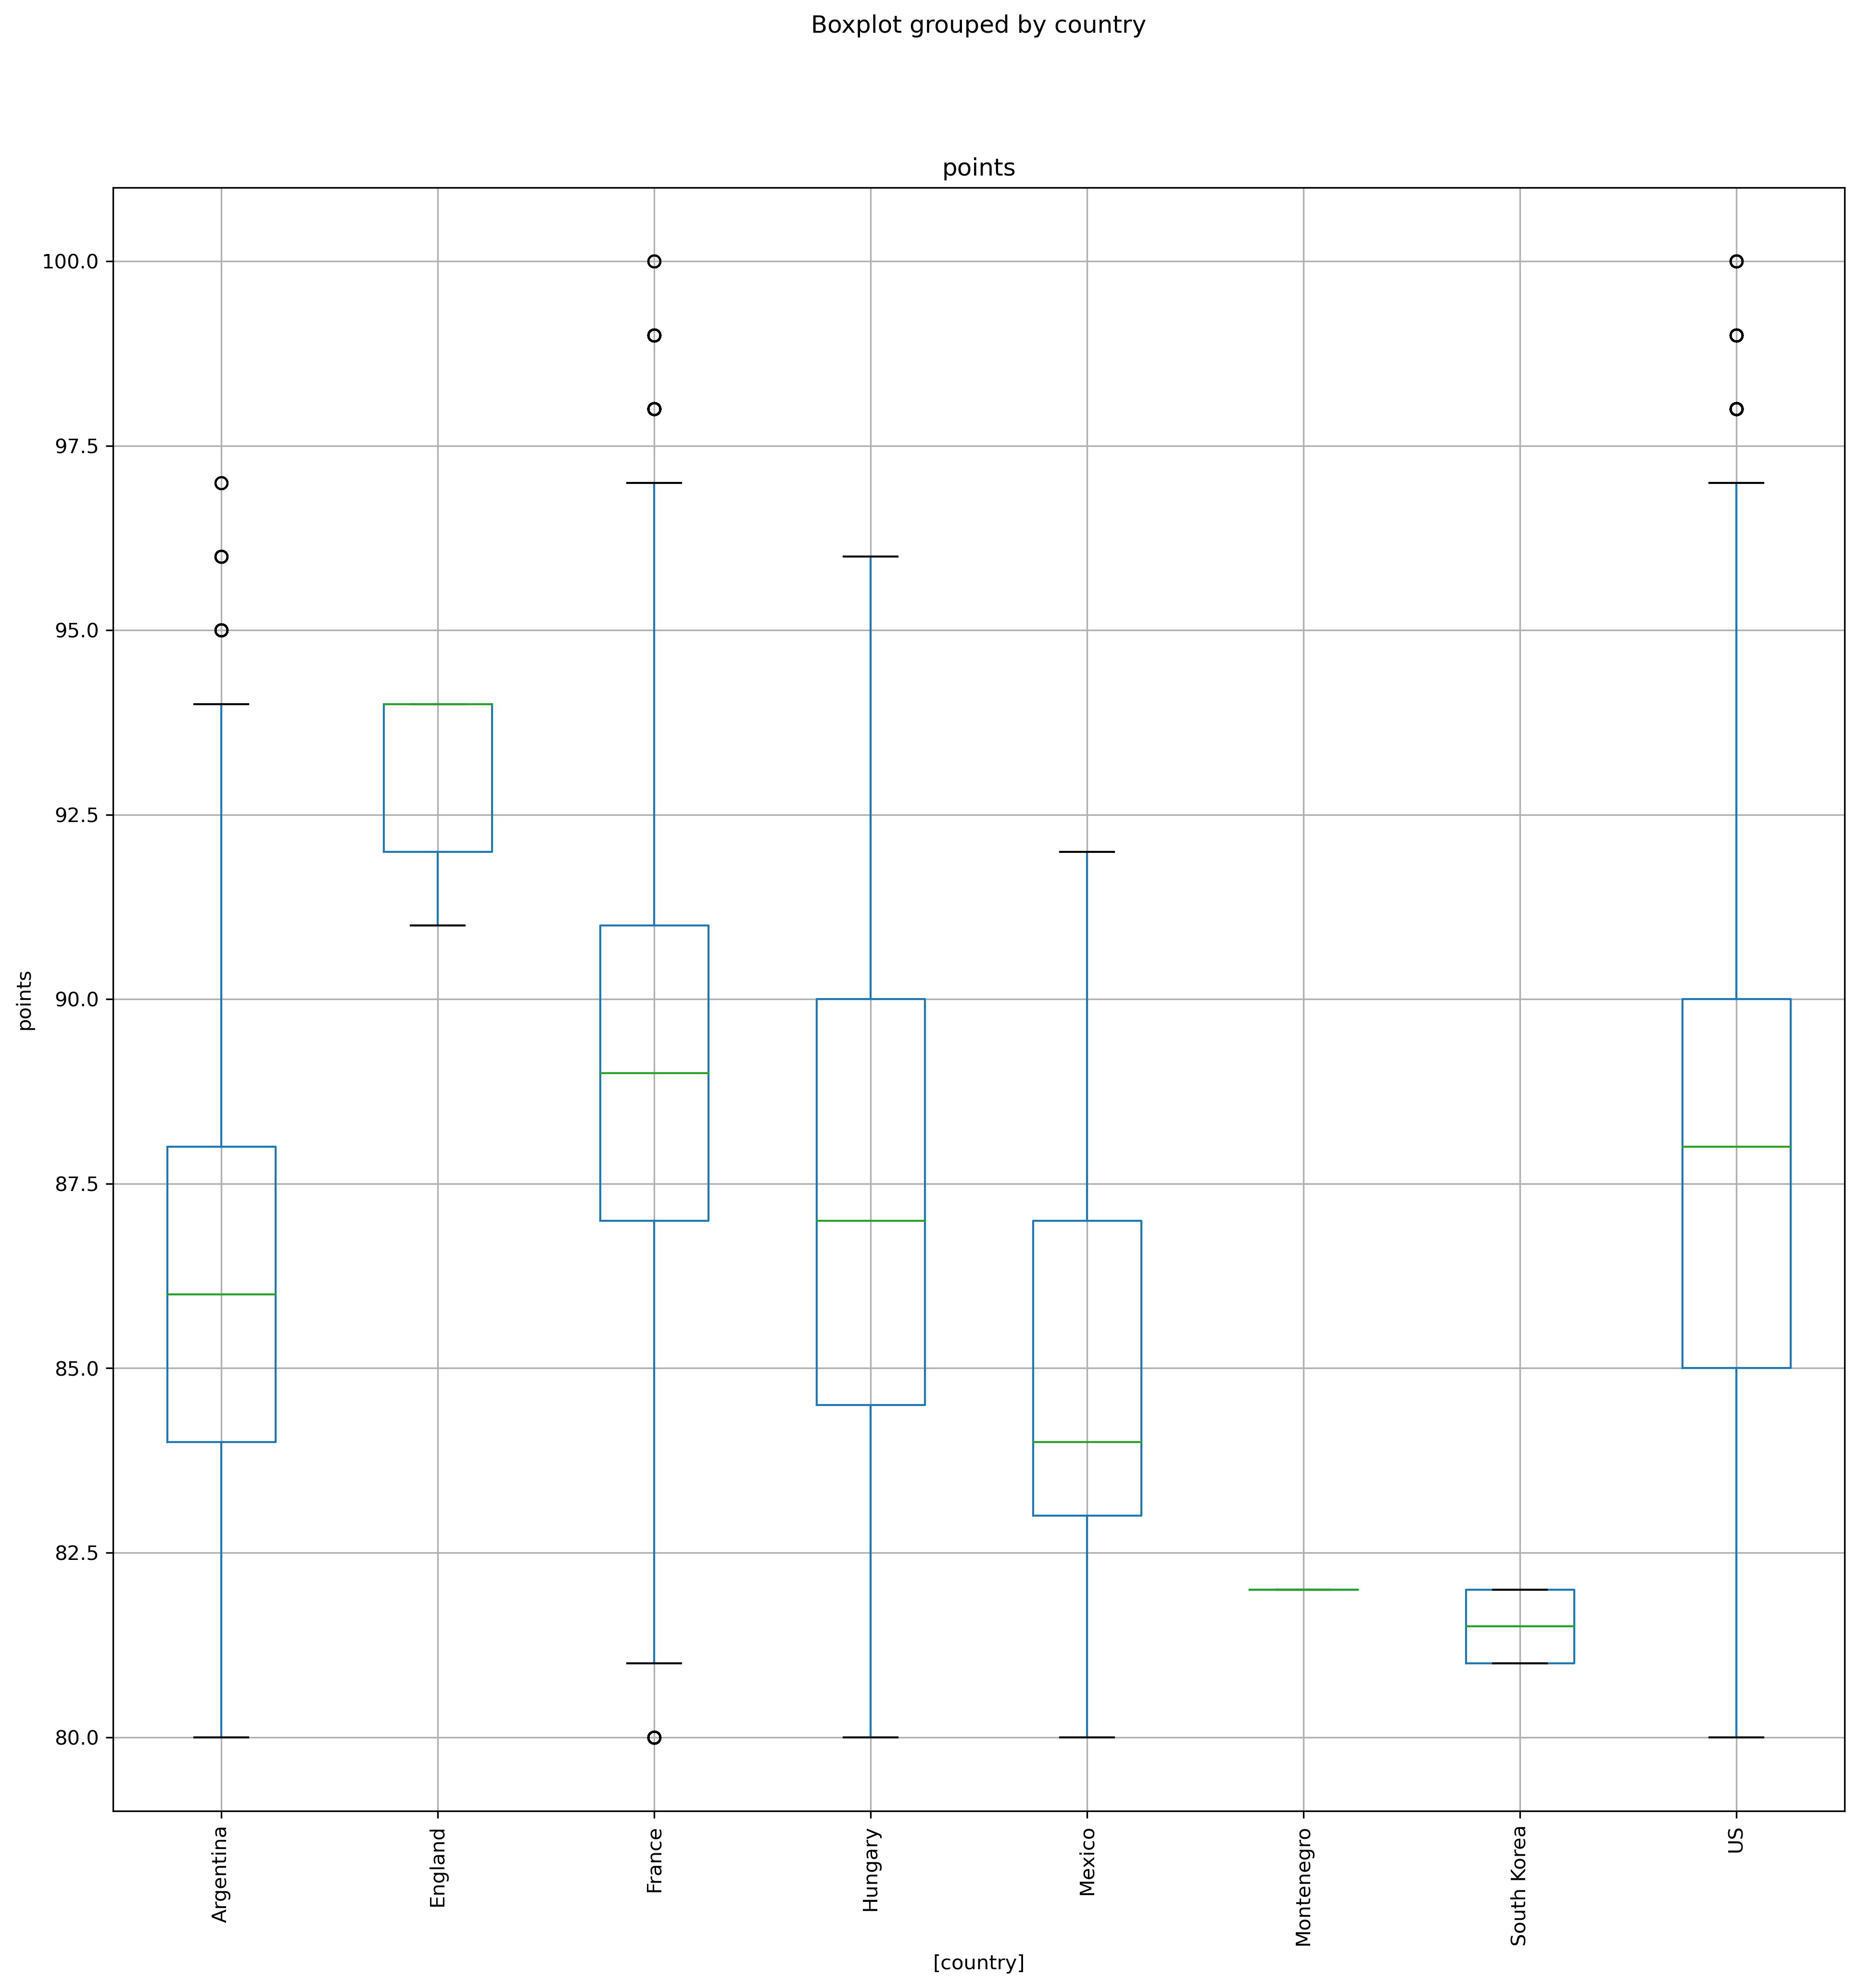 Boxplot grouped by country
points
100.0
97.5
95.0
92.5
90.0
87.5
85.0
82.5
80.0
points
Argentina
England
France
Hungary
Mexico
Montenegro
South Korea
US
[country]